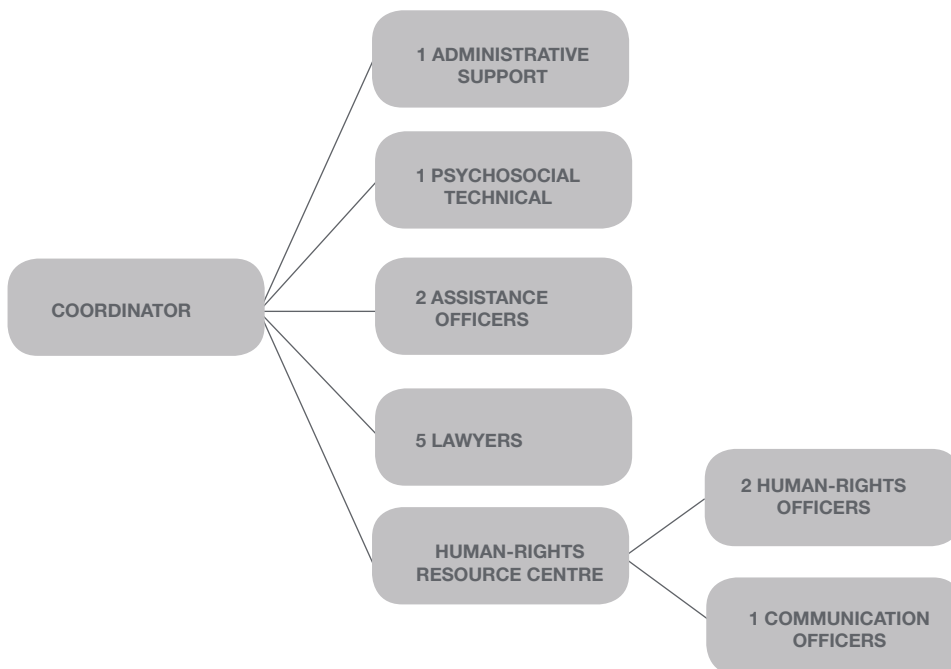 1 ADMINISTRATIVE
SUPPORT
1 PSYCHOSOCIAL
TECHNICAL
COORDINATOR
2 ASSISTANCE
OFFICERS
5 LAWYERS
HUMAN-RIGHTS
RESOURCE CENTRE
2 HUMAN-RIGHTS
OFFICERS
1 COMMUNICATION
OFFICERS